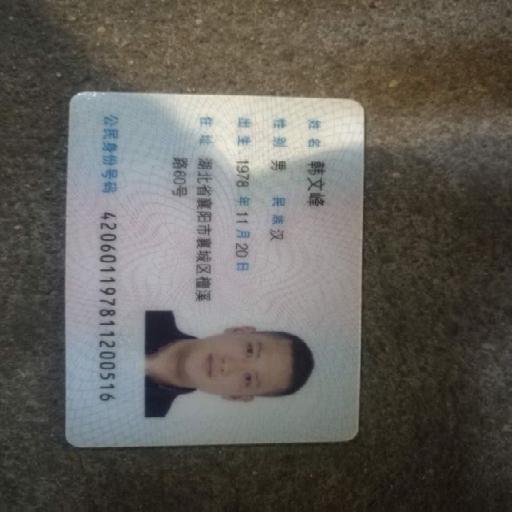 姓名 韩文峰
性别 男 民族 汉
出生 1978 年 11 月 20 日
住址 湖北省襄阳市襄城区檀溪
路60号
公民身份号码 420601197811200516